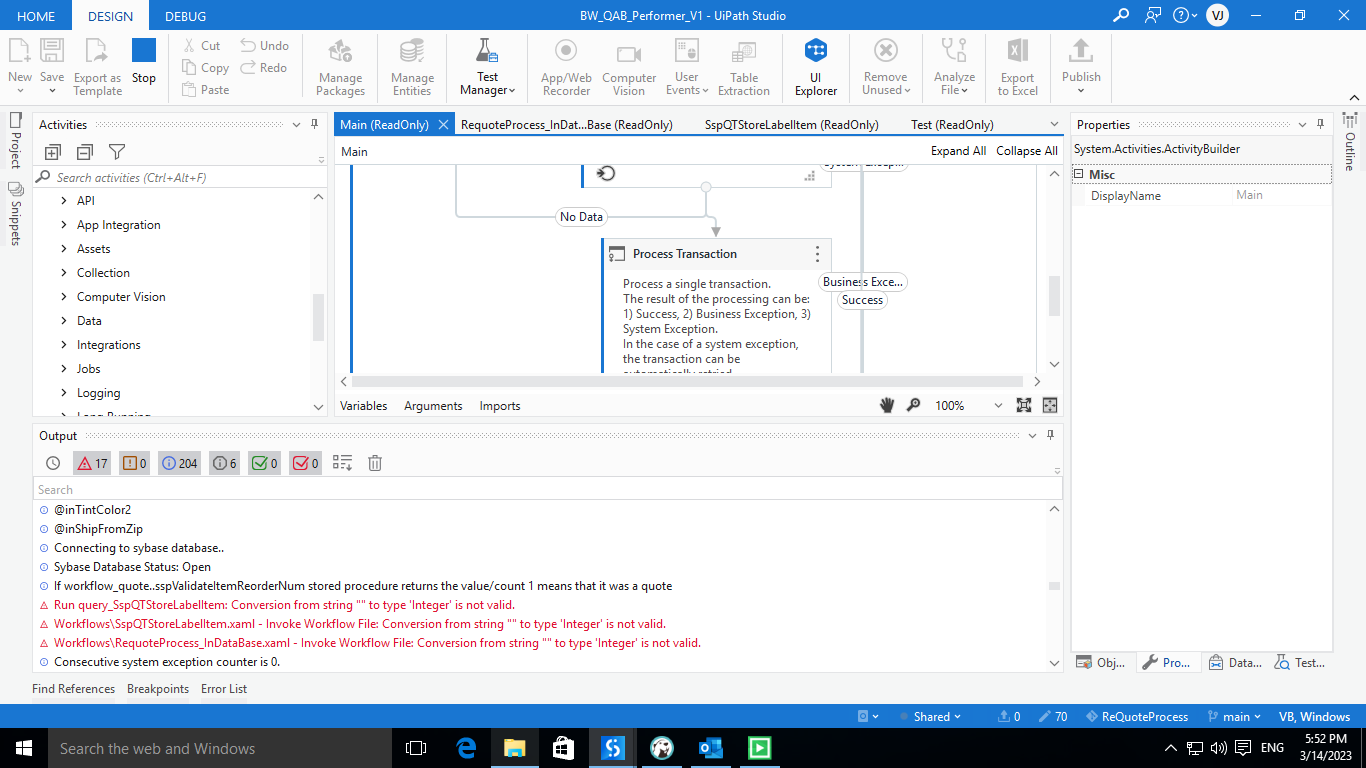 HOME DESIGN DEBUG BW_QAB_Performer_V1 - UiPath Studio VJ
Cut Undo
Copy Redo
Paste
New Save Export as Template Stop Manage Packages Manage Entities Test Manager App/Web Recorder Computer Vision User Events Table Extraction UI Explorer Remove Unused Analyze File Export to Excel Publish
Project
Snippets
Activities
Search activities (Ctrl+Alt+F)
API
App Integration
Assets
Collection
Computer Vision
Data
Integrations
Jobs
Logging
Long Running
Main (ReadOnly) RequoteProcess_InDat...Base (ReadOnly) SspQTStoreLabelItem (ReadOnly) Test (ReadOnly)
Main Expand All Collapse All
System Excep...
No Data
Process Transaction
Process a single transaction.
The result of the processing can be:
1) Success, 2) Business Exception, 3)
System Exception.
In the case of a system exception,
the transaction can be
automatically retried.
Business Exce...
Success
Variables Arguments Imports 100%
Properties
System.Activities.ActivityBuilder
Misc
DisplayName Main
Outline
Output
17 0 204 6 0 0
Search
@inTintColor2
@inShipFromZip
Connecting to sybase database..
Sybase Database Status: Open
If workflow_quote..sspValidateItemReorderNum stored procedure returns the value/count 1 means that it was a quote
Run query_SspQTStoreLabelItem: Conversion from string "" to type 'Integer' is not valid.
Workflows\SspQTStoreLabelItem.xaml - Invoke Workflow File: Conversion from string "" to type 'Integer' is not valid.
Workflows\RequoteProcess_InDataBase.xaml - Invoke Workflow File: Conversion from string "" to type 'Integer' is not valid.
Consecutive system exception counter is 0.
Obj... Pro... Data... Test...
Find References Breakpoints Error List
Shared 0 70 ReQuoteProcess main VB, Windows
Search the web and Windows ENG 5:52 PM
3/14/2023